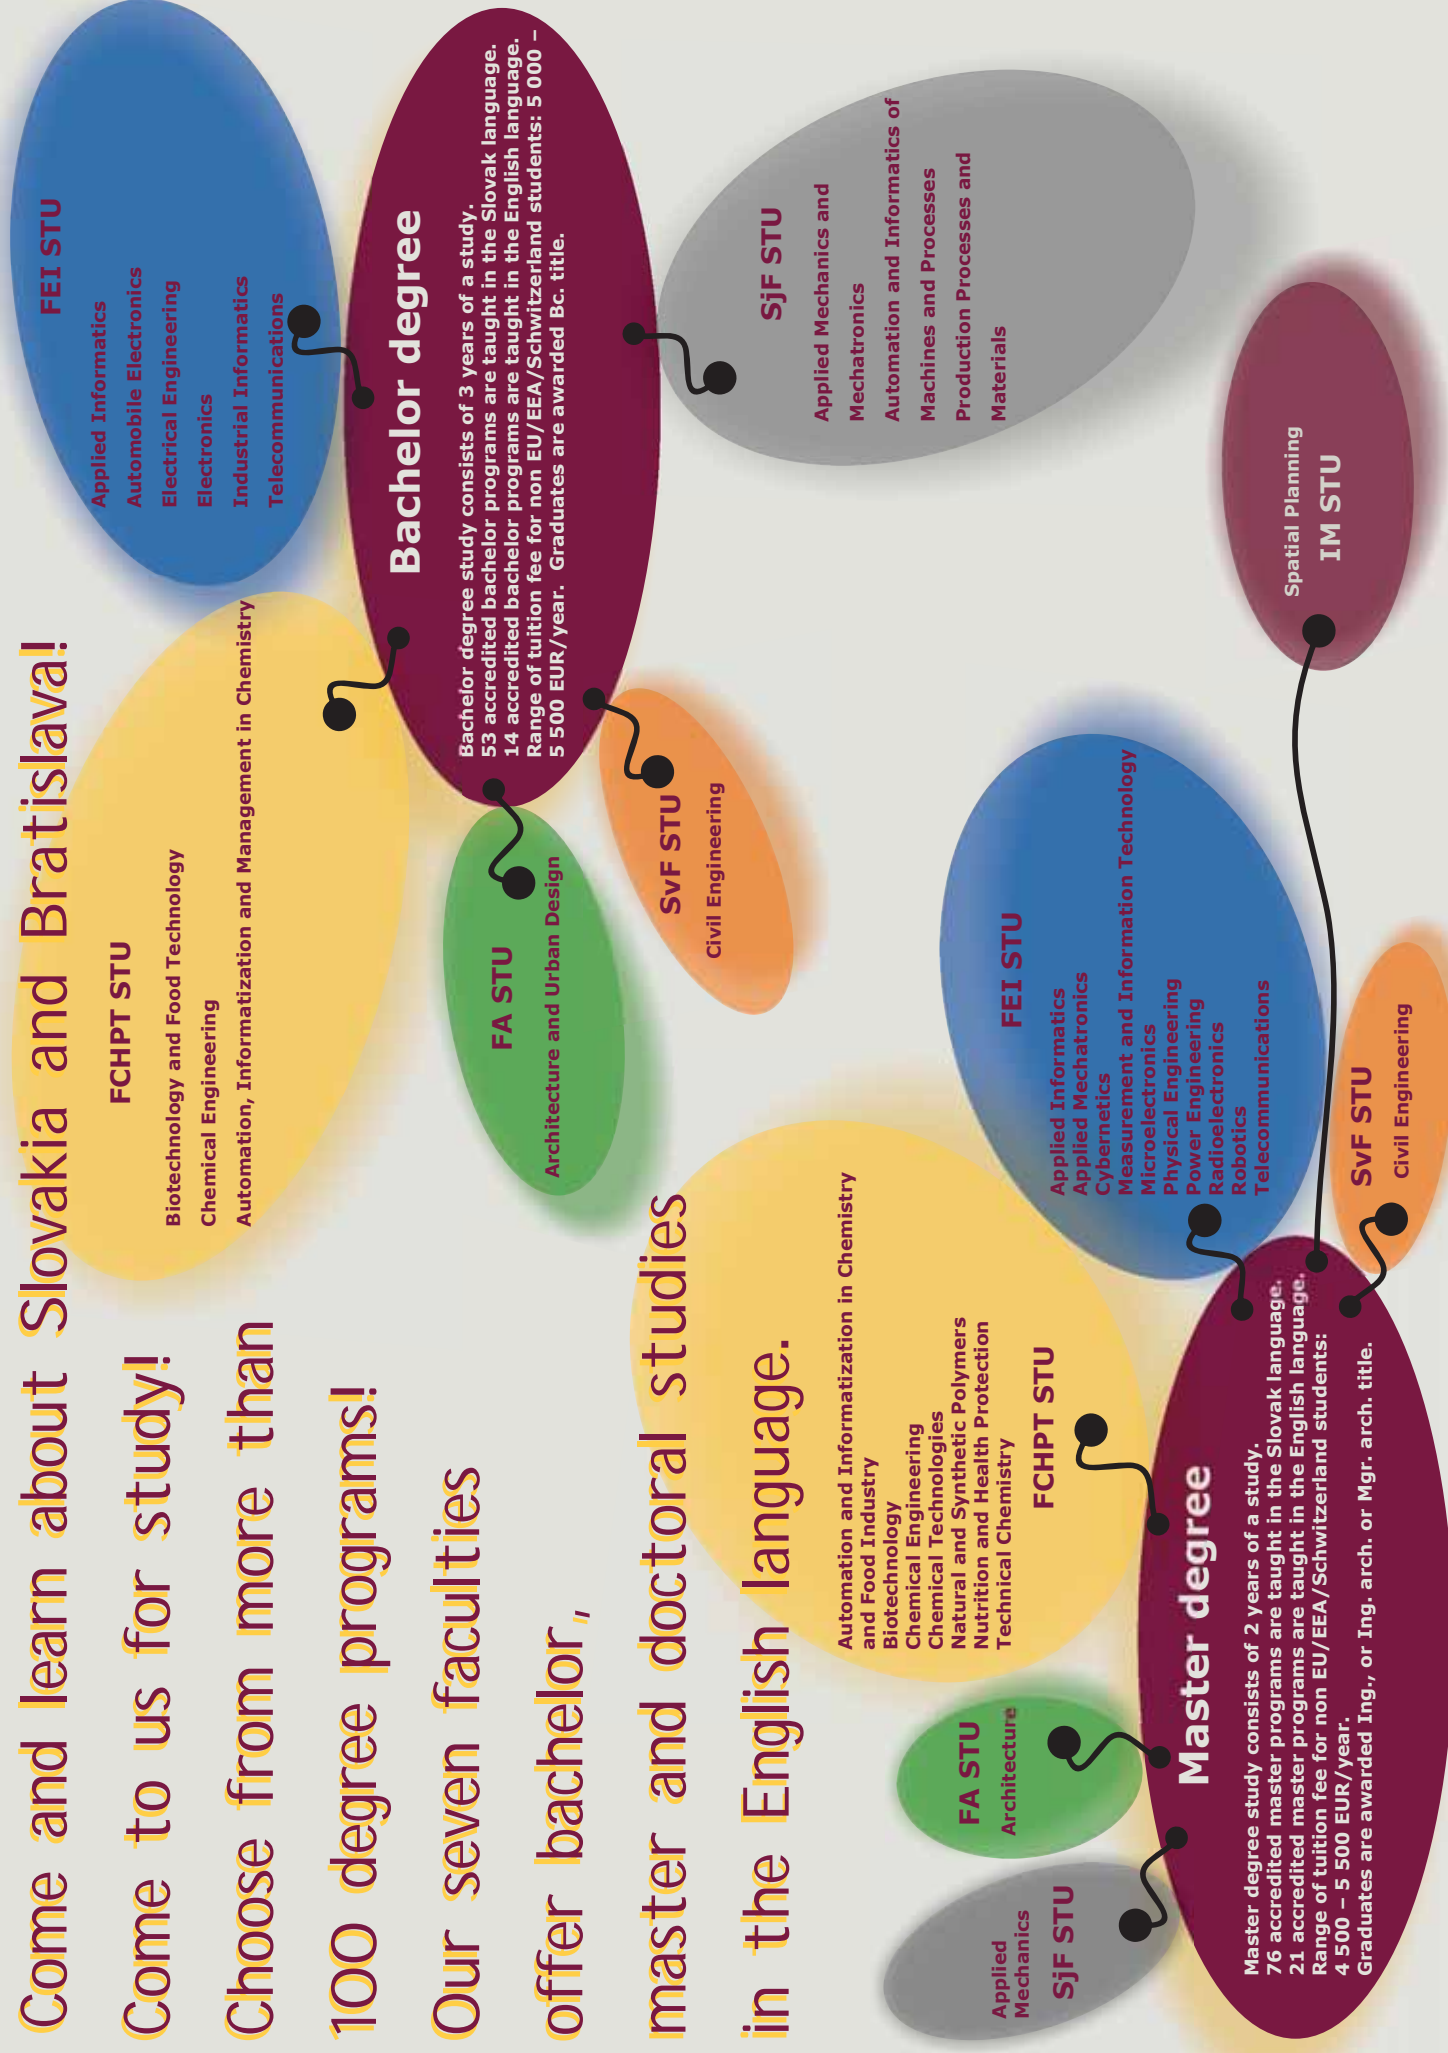 Come and learn about Slovakia and Bratislava!
Come to us for study!
Choose from more than
100 degree programs!
Our seven faculties
offer bachelor,
master and doctoral studies
in the English language.
FCHPT STU
Biotechnology and Food Technology
Chemical Engineering
Automation, Informatization and Management in Chemistry
FEI STU
Applied Informatics
Automobile Electronics
Electrical Engineering
Electronics
Industrial Informatics
Telecommunications
Bachelor degree
Bachelor degree study consists of 3 years of a study.
53 accredited bachelor programs are taught in the Slovak language.
14 accredited bachelor programs are taught in the English language.
Range of tuition fee for non EU/EEA/Schwitzerland students: 5 000 –
5 500 EUR/year.  Graduates are awarded Bc. title.
FA STU
Architecture and Urban Design
SvF STU
Civil Engineering
SjF STU
Applied Mechanics and
Mechatronics
Automation and Informatics of
Machines and Processes
Production Processes and
Materials
Automation and Informatization in Chemistry
and Food Industry
Biotechnology
Chemical Engineering
Chemical Technologies
Natural and Synthetic Polymers
Nutrition and Health Protection
Technical Chemistry
FCHPT STU
FEI STU
Applied Informatics
Applied Mechatronics
Cybernetics
Measurement and Information Technology
Microelectronics
Physical Engineering
Power Engineering
Radioelectronics
Robotics
Telecommunications
FA STU
Architecture
Applied
Mechanics
SjF STU
Master degree
Master degree study consists of 2 years of a study.
76 accredited master programs are taught in the Slovak language.
21 accredited master programs are taught in the English language.
Range of tuition fee for non EU/EEA/Schwitzerland students:
4 500 – 5 500 EUR/year.
Graduates are awarded Ing., or Ing. arch. or Mgr. arch. title.
SvF STU
Civil Engineering
Spatial Planning
IM STU